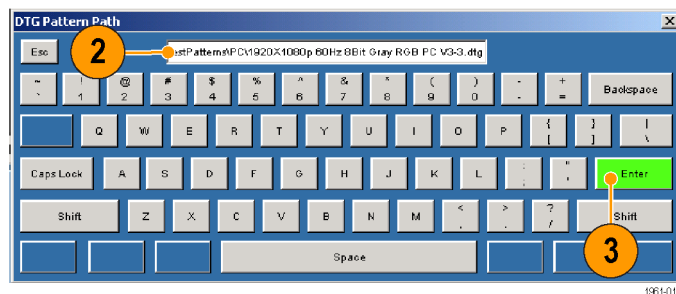 DTG Pattern Path X
Esc 2 estPatterns\PC\1920X1080p 60Hz 8Bit Gray RGB PC V3-3.dtg
~ ! @ # $ % ^ & * ( ) - +
` 1 2 3 4 5 6 7 8 9 0 - = Backspace
Q W E R T Y U I O P { [ } ] | \
Caps Lock A S D F G H J K L : ; " ' Enter
Shift Z X C V B N M < , > . ? / Shift
3
Space
1961-01